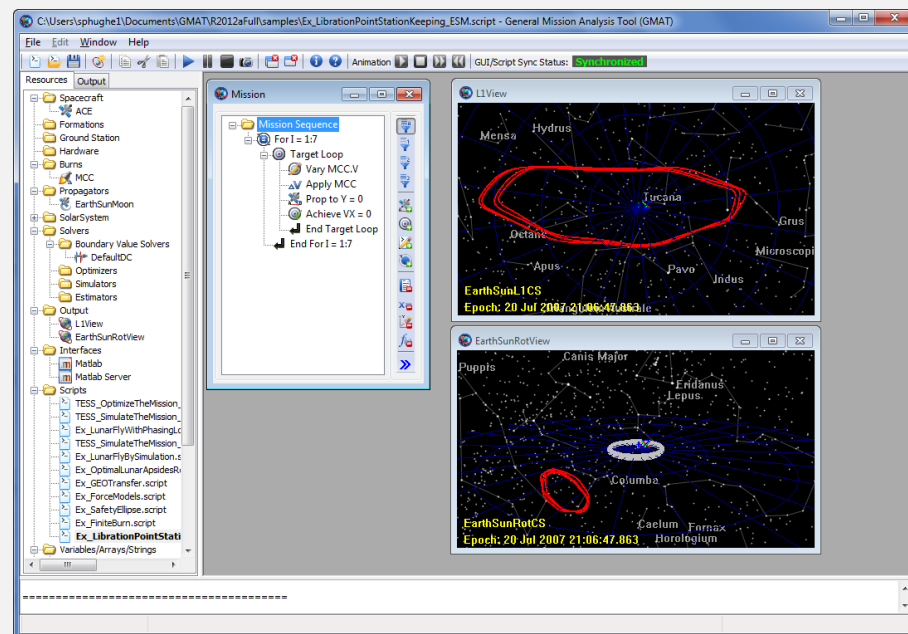 C:\Users\sphughe1\Documents\GMAT\R2012aFull\samples\Ex_LibrationPointStationKeeping_ESM.script - General Mission Analysis Tool (GMAT)
File Edit Window Help
Animation GUI/Script Sync Status: Synchronized
Resources Output
Spacecraft
ACE
Formations
Ground Station
Hardware
Burns
MCC
Propagators
EarthSunMoon
SolarSystem
Solvers
Boundary Value Solvers
DefaultDC
Optimizers
Simulators
Estimators
Output
L1View
EarthSunRotView
Interfaces
Matlab
Matlab Server
Scripts
TESS_OptimizeTheMission_
TESS_SimulateTheMission_
Ex_LunarFlyWithPhasingLo
TESS_SimulateTheMission_
Ex_LunarFlyBySimulation.s
Ex_OptimalLunarApsidesRa
Ex_GEOTransfer.script
Ex_ForceModels.script
Ex_SafetyEllipse.script
Ex_FiniteBurn.script
Ex_LibrationPointStati
Variables/Arrays/Strings
Mission
Mission Sequence
For I = 1:7
Target Loop
Vary MCC.V
Apply MCC
Prop to Y = 0
Achieve VX = 0
End Target Loop
End For I = 1:7
L1View
Mensa
Hydrus
Tucana
Grus
Octans
Microscopi
Apus
Pavo
Indus
EarthSunL1CS
Epoch: 20 Jul 2007 21:06:47.863
EarthSunRotView
Canis Major
Puppis
Eridanus
Lepus
Columba
EarthSunRotCS
Caelum
Fornax
Epoch: 20 Jul 2007 21:06:47.863
Horologium
========================================